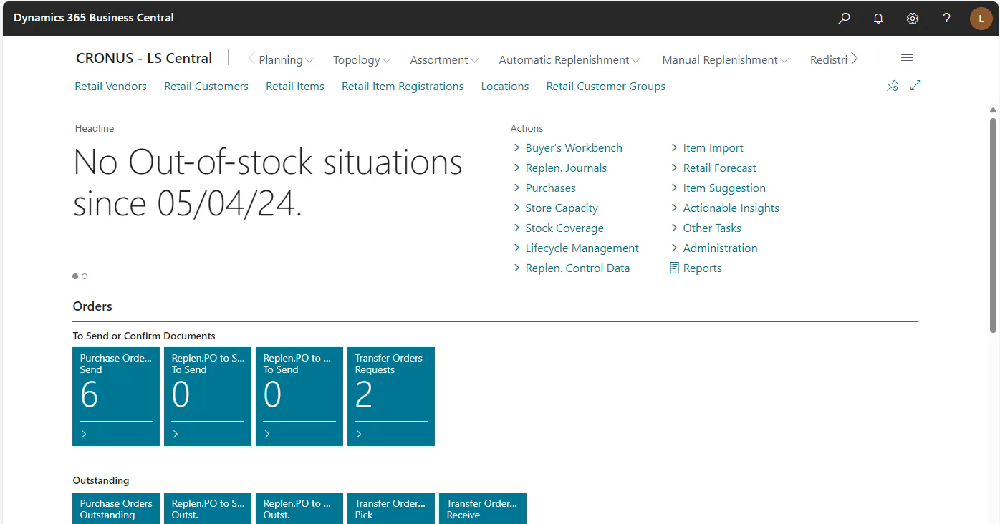 Dynamics 365 Business Central
L
CRONUS - LS Central
Planning
Topology
Assortment
Automatic Replenishment
Manual Replenishment
Redistri
Retail Vendors
Retail Customers
Retail Items
Retail Item Registrations
Locations
Retail Customer Groups
Headline
No Out-of-stock situations
since 05/04/24.
Actions
Buyer's Workbench
Replen. Journals
Purchases
Store Capacity
Stock Coverage
Lifecycle Management
Replen. Control Data
Item Import
Retail Forecast
Item Suggestion
Actionable Insights
Other Tasks
Administration
Reports
Orders
To Send or Confirm Documents
Purchase Orde...
Send
6
Replen.PO to S...
To Send
0
Replen.PO to ...
To Send
0
Transfer Orders
Requests
2
Outstanding
Purchase Orders
Outstanding
Replen.PO to S...
Outst.
Replen.PO to ...
Outst.
Transfer Order...
Pick
Transfer Order...
Receive